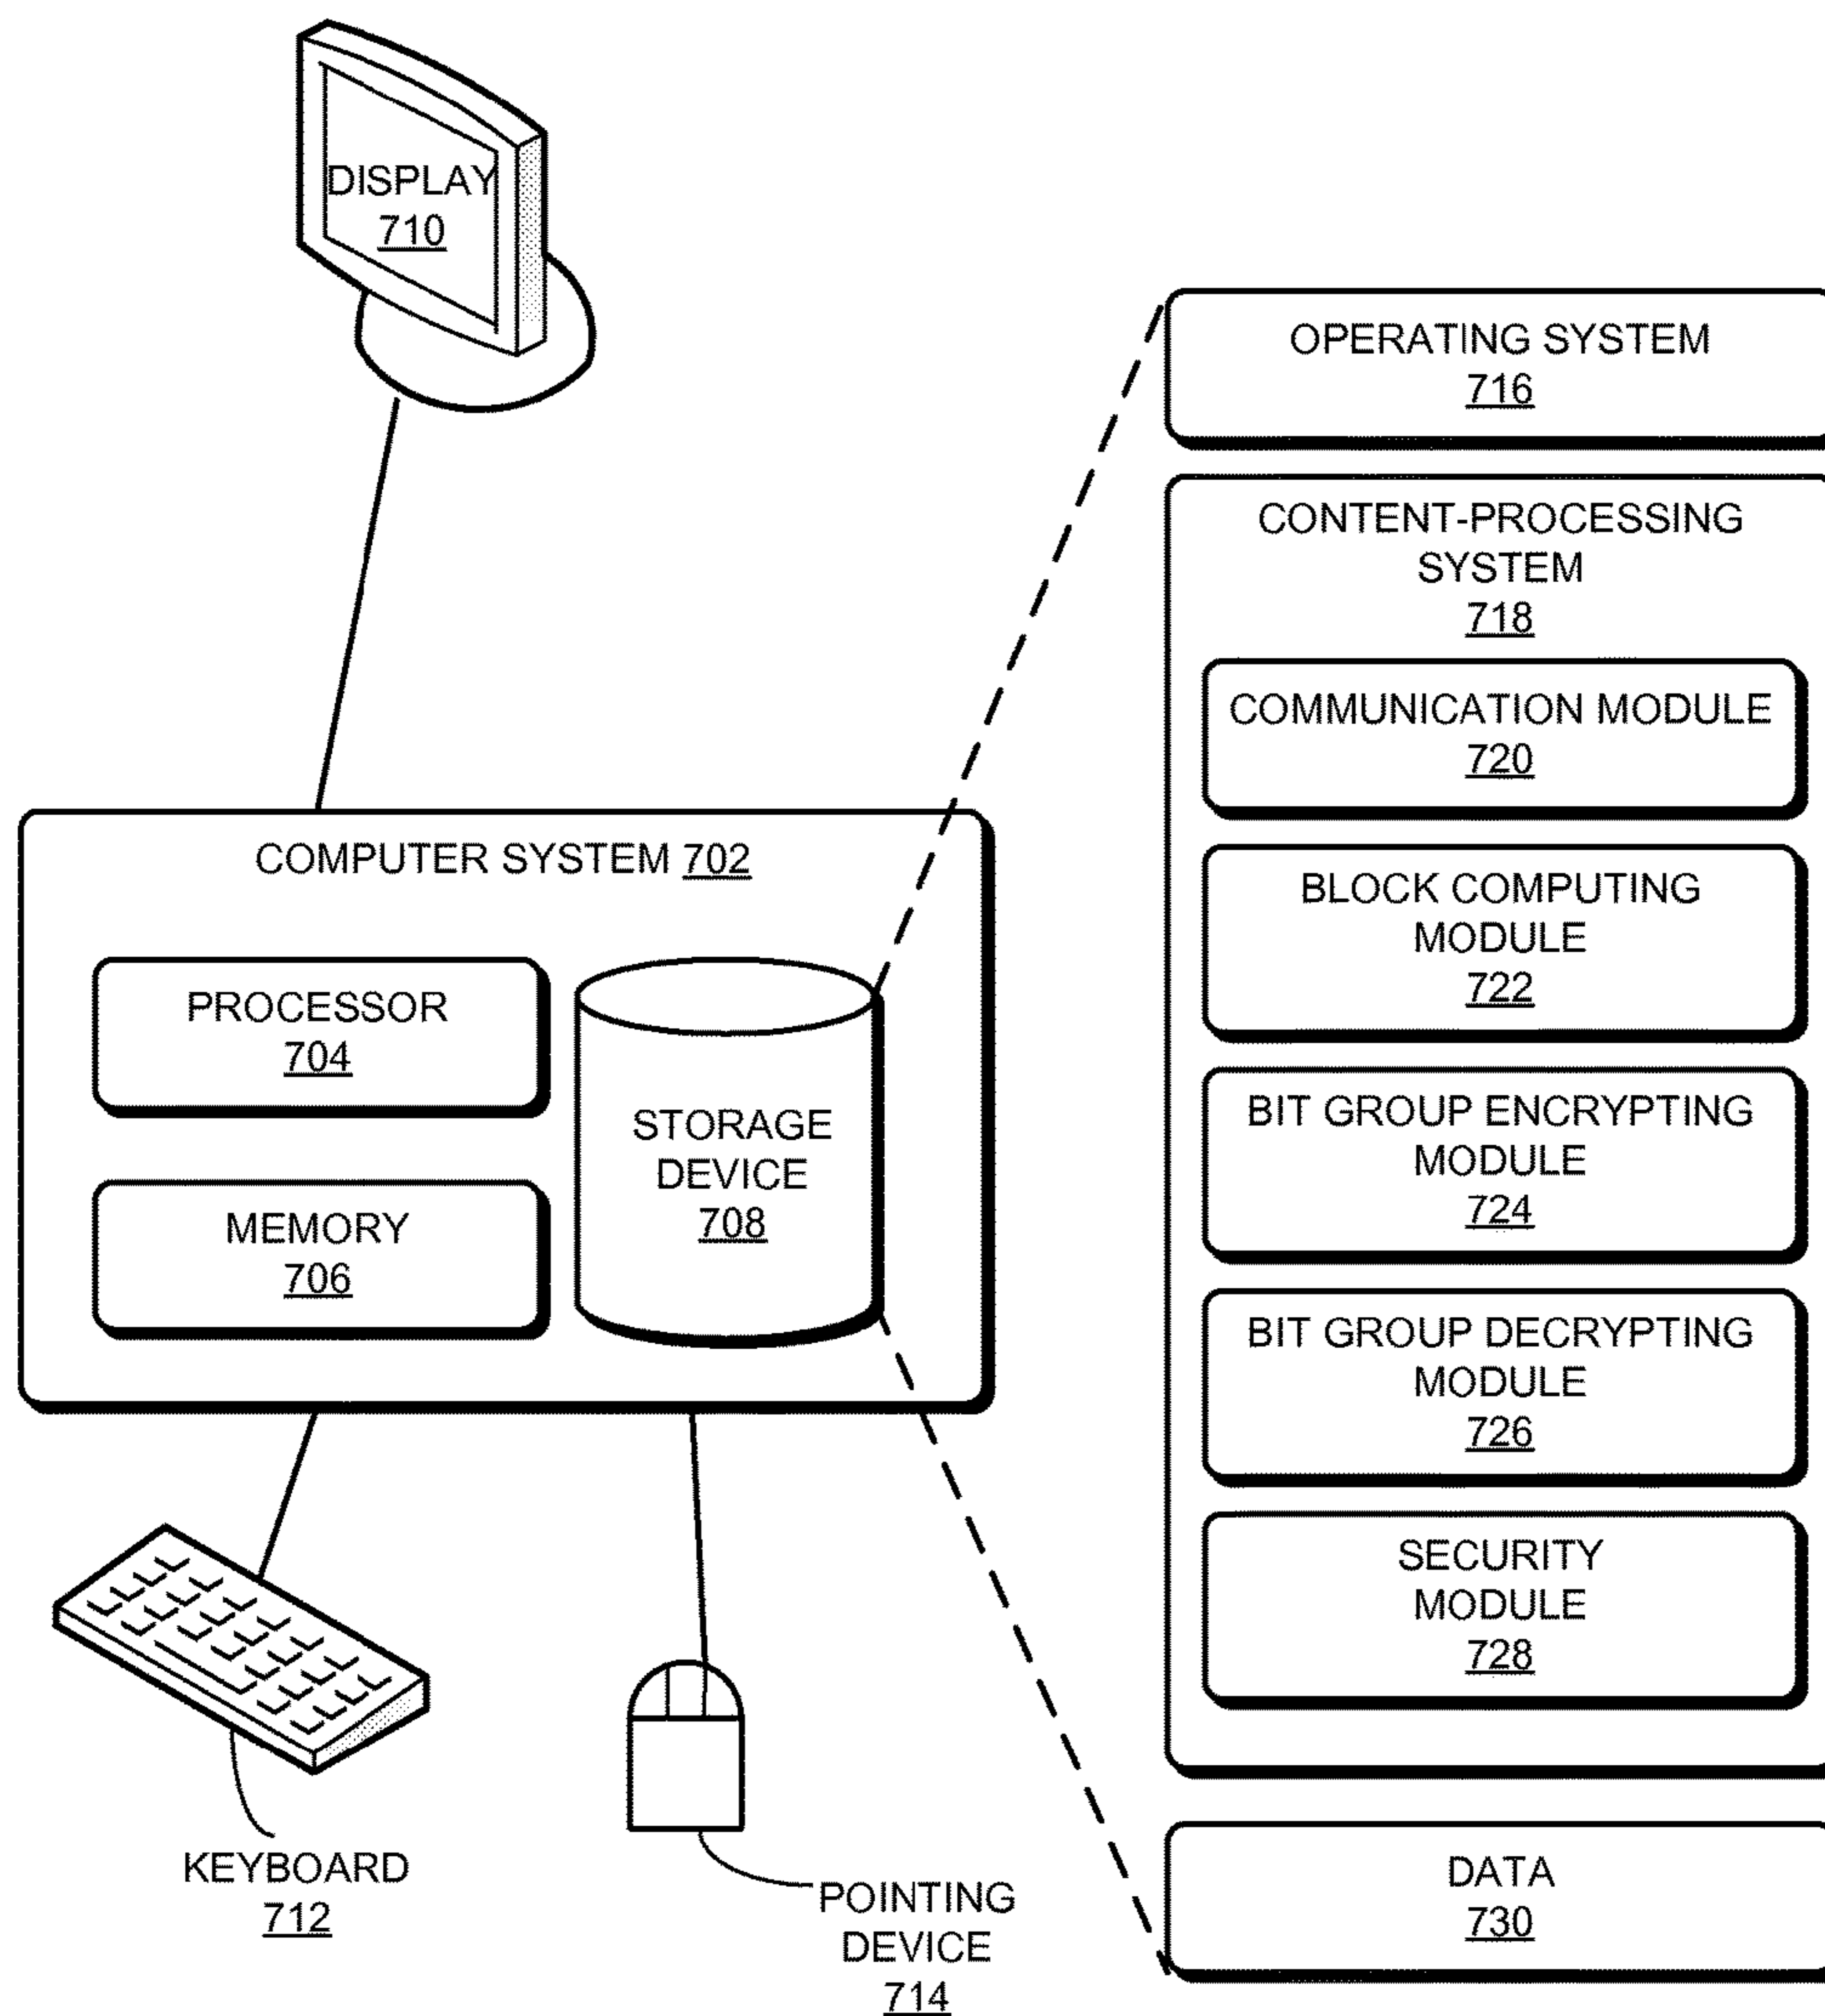 DISPLAY
710
COMPUTER SYSTEM 702
PROCESSOR
704
MEMORY
706
STORAGE
DEVICE
708
KEYBOARD
712
POINTING
DEVICE
714
OPERATING SYSTEM
716
CONTENT-PROCESSING
SYSTEM
718
COMMUNICATION MODULE
720
BLOCK COMPUTING
MODULE
722
BIT GROUP ENCRYPTING
MODULE
724
BIT GROUP DECRYPTING
MODULE
726
SECURITY
MODULE
728
DATA
730